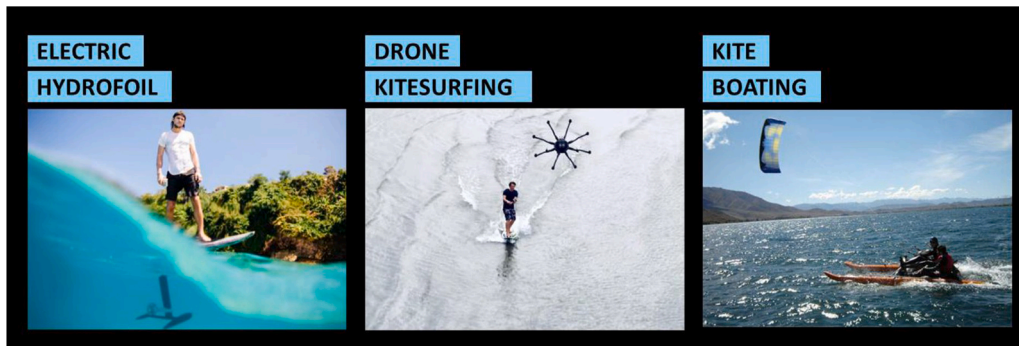 ELECTRIC
HYDROFOIL
DRONE
KITESURFING
KITE
BOATING